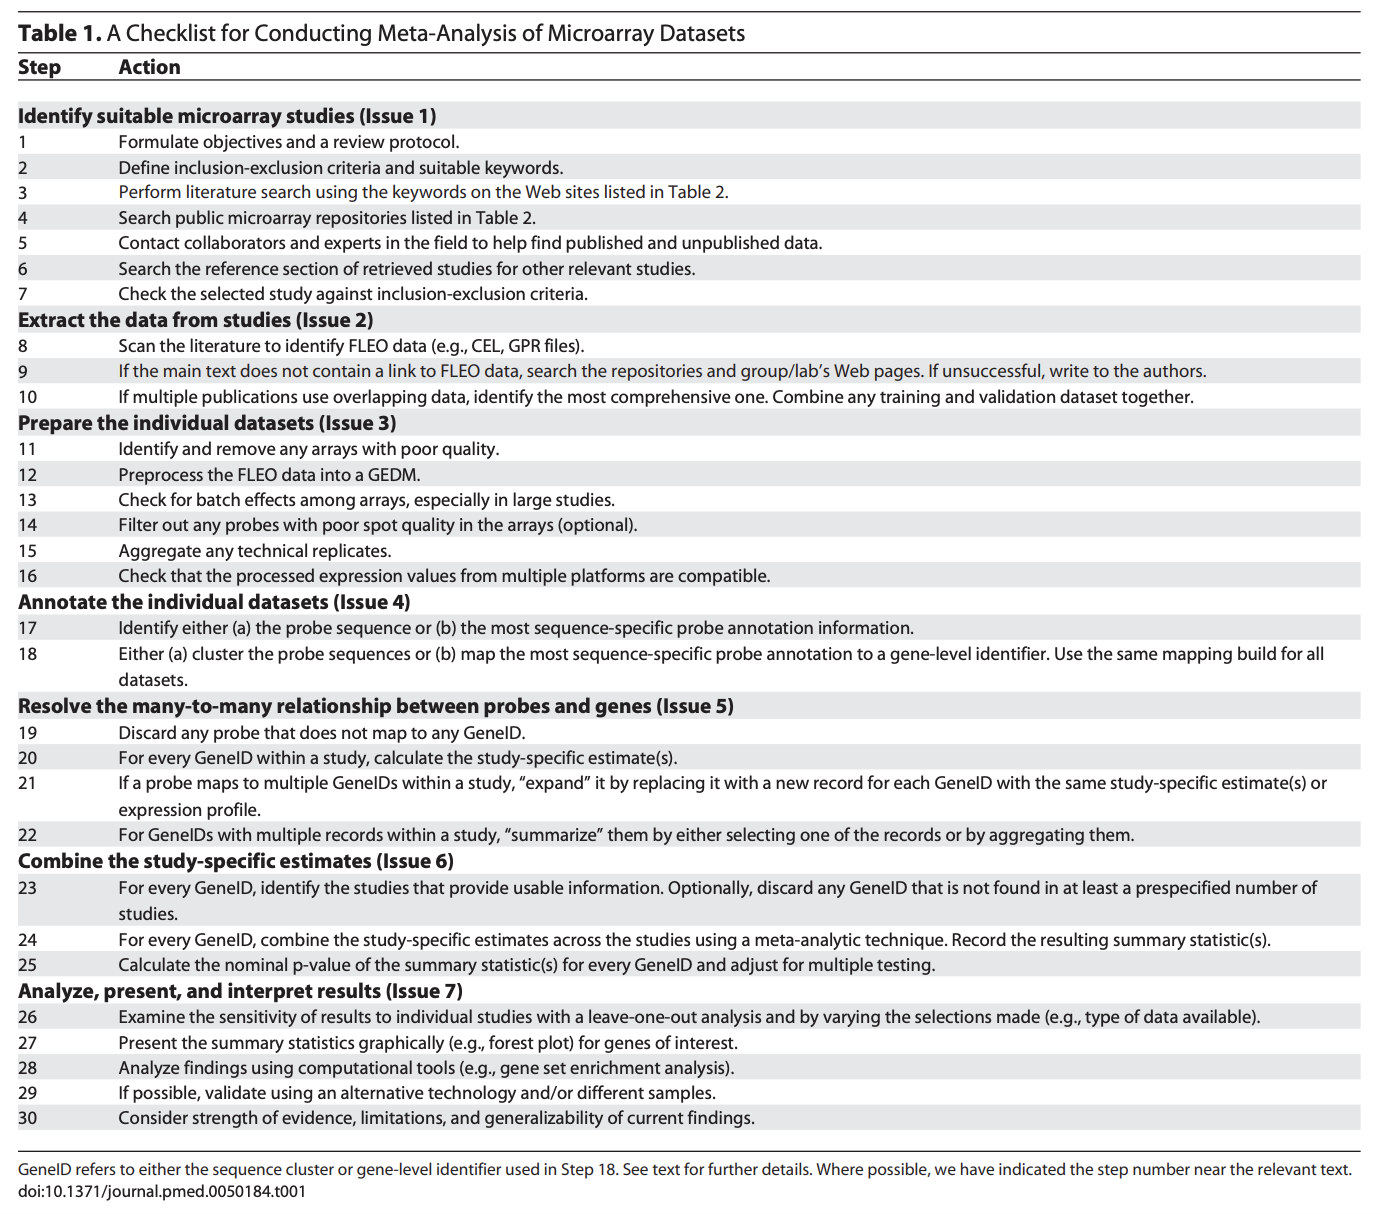 Table 1. A Checklist for Conducting Meta-Analysis of Microarray Datasets
Step Action
Identify suitable microarray studies (Issue 1)
1 Formulate objectives and a review protocol.
2 Define inclusion-exclusion criteria and suitable keywords.
3 Perform literature search using the keywords on the Web sites listed in Table 2.
4 Search public microarray repositories listed in Table 2.
5 Contact collaborators and experts in the field to help find published and unpublished data.
6 Search the reference section of retrieved studies for other relevant studies.
7 Check the selected study against inclusion-exclusion criteria.
Extract the data from studies (Issue 2)
8 Scan the literature to identify FLEO data (e.g., CEL, GPR files).
9 If the main text does not contain a link to FLEO data, search the repositories and group/lab’s Web pages. If unsuccessful, write to the authors.
10 If multiple publications use overlapping data, identify the most comprehensive one. Combine any training and validation dataset together.
Prepare the individual datasets (Issue 3)
11 Identify and remove any arrays with poor quality.
12 Preprocess the FLEO data into a GEDM.
13 Check for batch effects among arrays, especially in large studies.
14 Filter out any probes with poor spot quality in the arrays (optional).
15 Aggregate any technical replicates.
16 Check that the processed expression values from multiple platforms are compatible.
Annotate the individual datasets (Issue 4)
17 Identify either (a) the probe sequence or (b) the most sequence-specific probe annotation information.
18 Either (a) cluster the probe sequences or (b) map the most sequence-specific probe annotation to a gene-level identifier. Use the same mapping build for all
datasets.
Resolve the many-to-many relationship between probes and genes (Issue 5)
19 Discard any probe that does not map to any GeneID.
20 For every GeneID within a study, calculate the study-specific estimate(s).
21 If a probe maps to multiple GeneIDs within a study, “expand” it by replacing it with a new record for each GeneID with the same study-specific estimate(s) or
expression profile.
22 For GeneIDs with multiple records within a study, “summarize” them by either selecting one of the records or by aggregating them.
Combine the study-specific estimates (Issue 6)
23 For every GeneID, identify the studies that provide usable information. Optionally, discard any GeneID that is not found in at least a prespecified number of
studies.
24 For every GeneID, combine the study-specific estimates across the studies using a meta-analytic technique. Record the resulting summary statistic(s).
25 Calculate the nominal p-value of the summary statistic(s) for every GeneID and adjust for multiple testing.
Analyze, present, and interpret results (Issue 7)
26 Examine the sensitivity of results to individual studies with a leave-one-out analysis and by varying the selections made (e.g., type of data available).
27 Present the summary statistics graphically (e.g., forest plot) for genes of interest.
28 Analyze findings using computational tools (e.g., gene set enrichment analysis).
29 If possible, validate using an alternative technology and/or different samples.
30 Consider strength of evidence, limitations, and generalizability of current findings.
GeneID refers to either the sequence cluster or gene-level identifier used in Step 18. See text for further details. Where possible, we have indicated the step number near the relevant text.
doi:10.1371/journal.pmed.0050184.t001